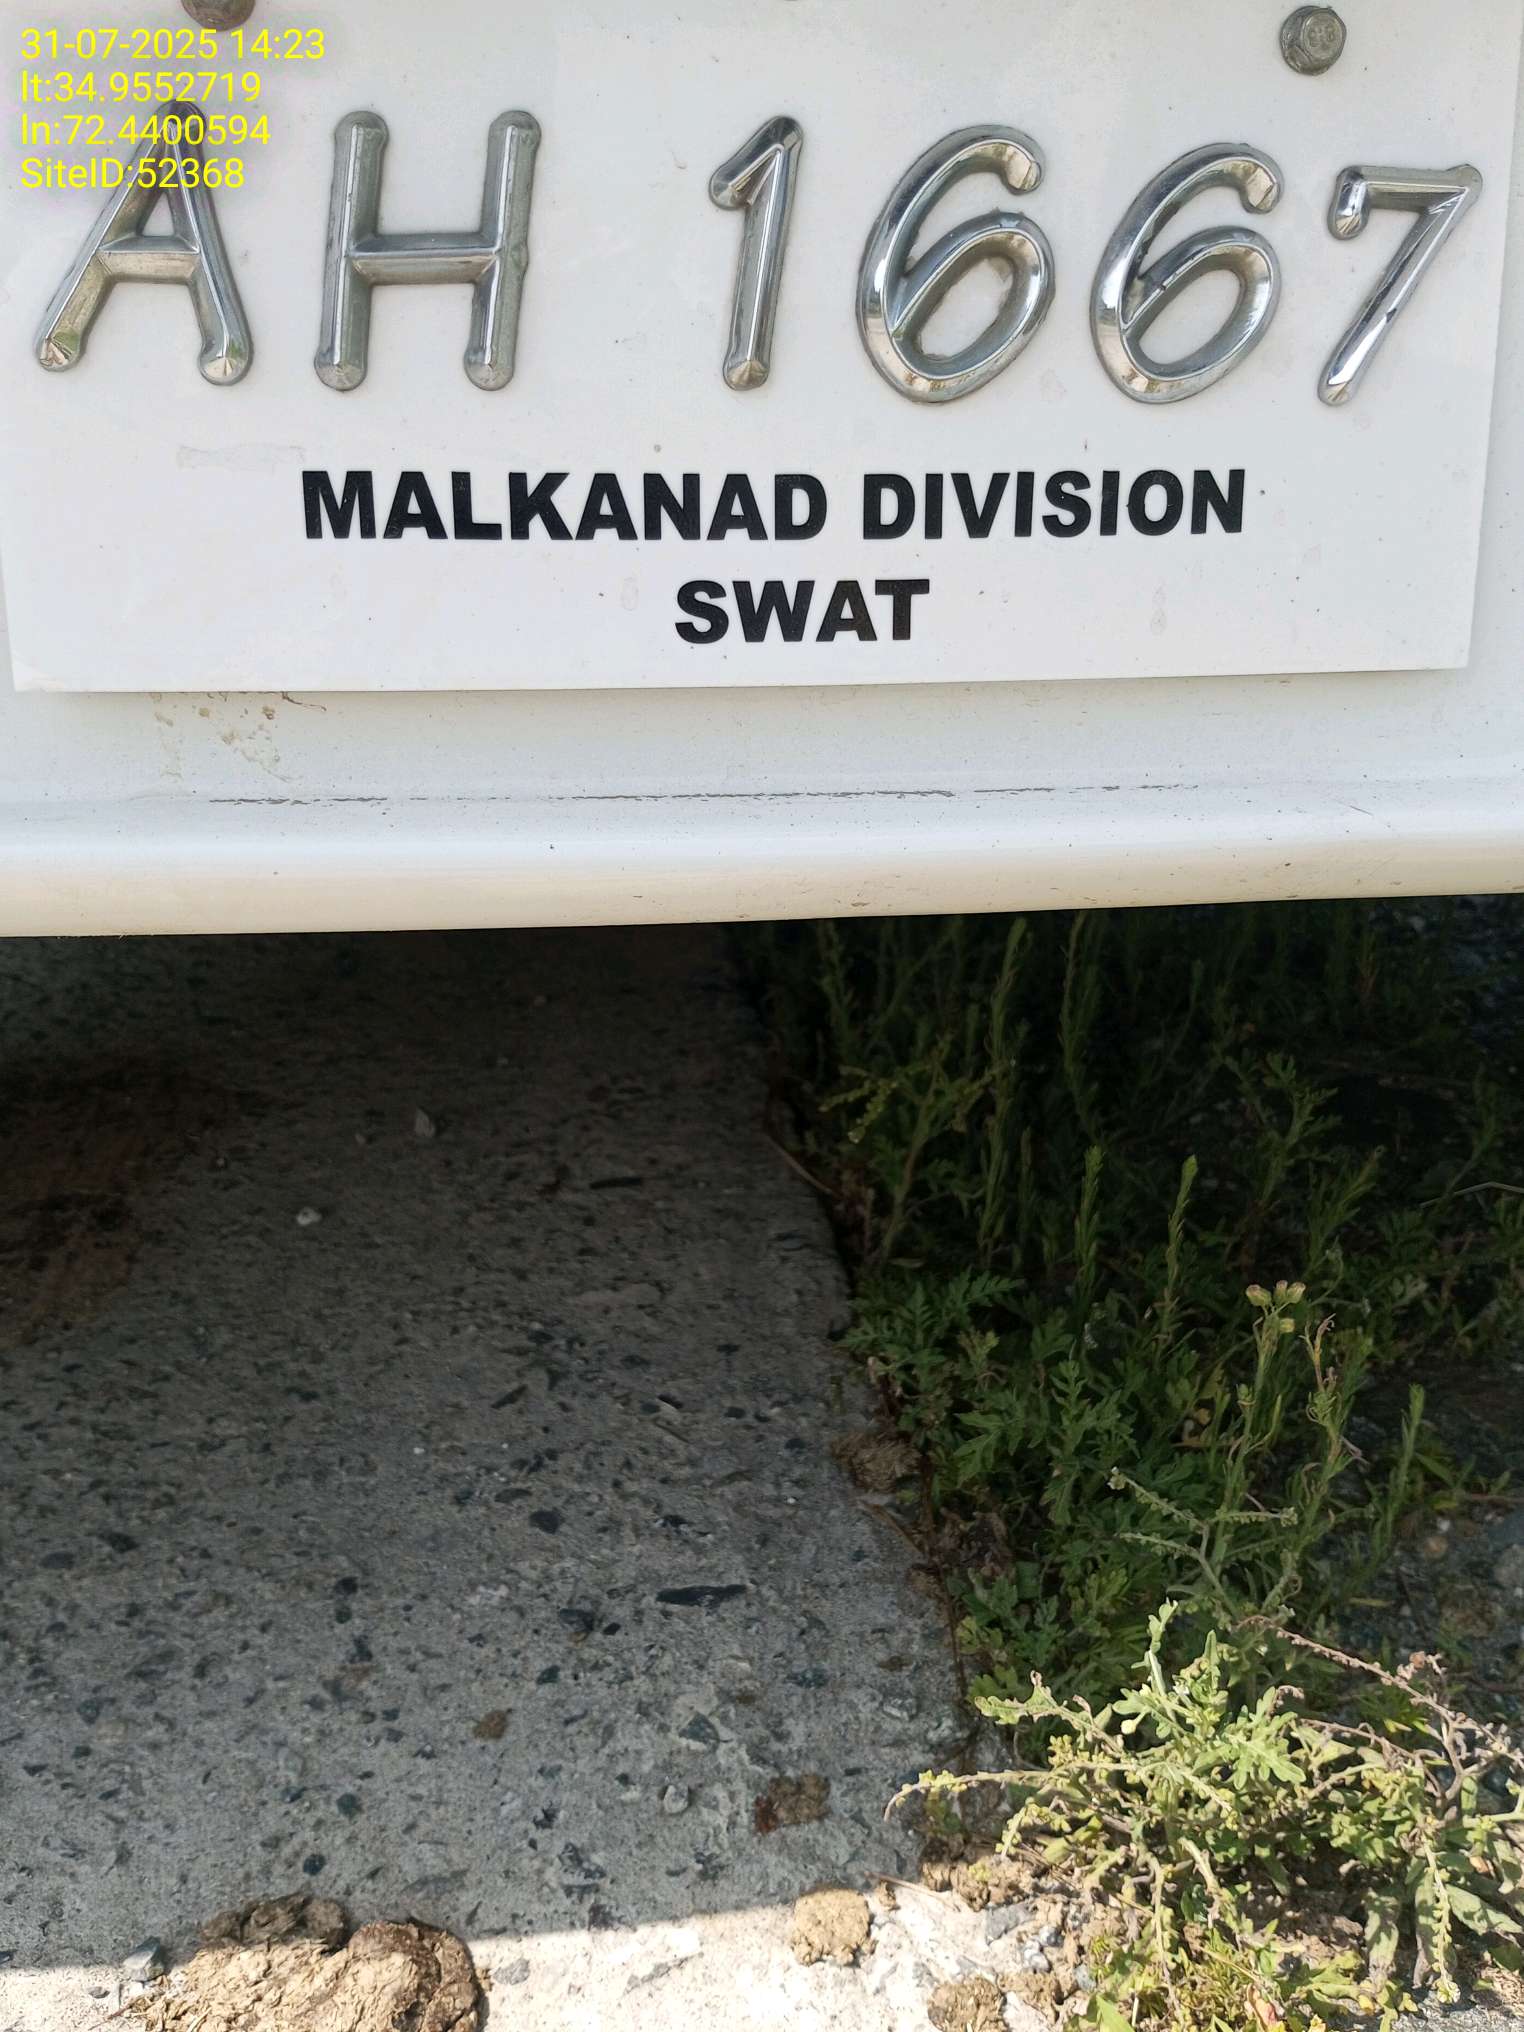 31-07-2025 14:23
lt:34.9552719
ln:72.4400594
SiteID:52368
AH 1667
MALKANAD DIVISION
SWAT